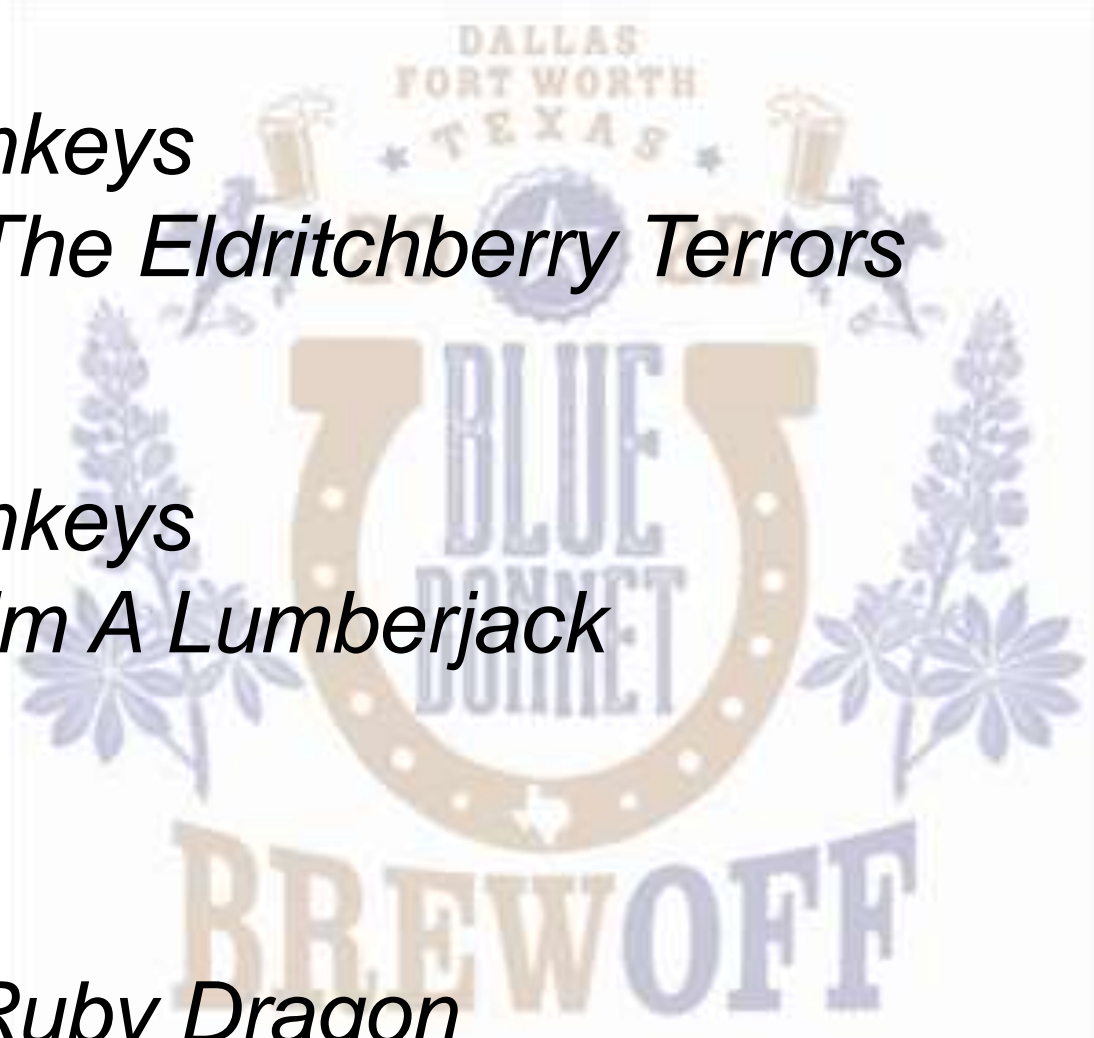 DALLAS
FORT WORTH
TEXAS
nkeys
The Eldritchberry Terrors
BLUE
BONNET
nkeys
I'm A Lumberjack
BREWOFF
Ruby Dragon